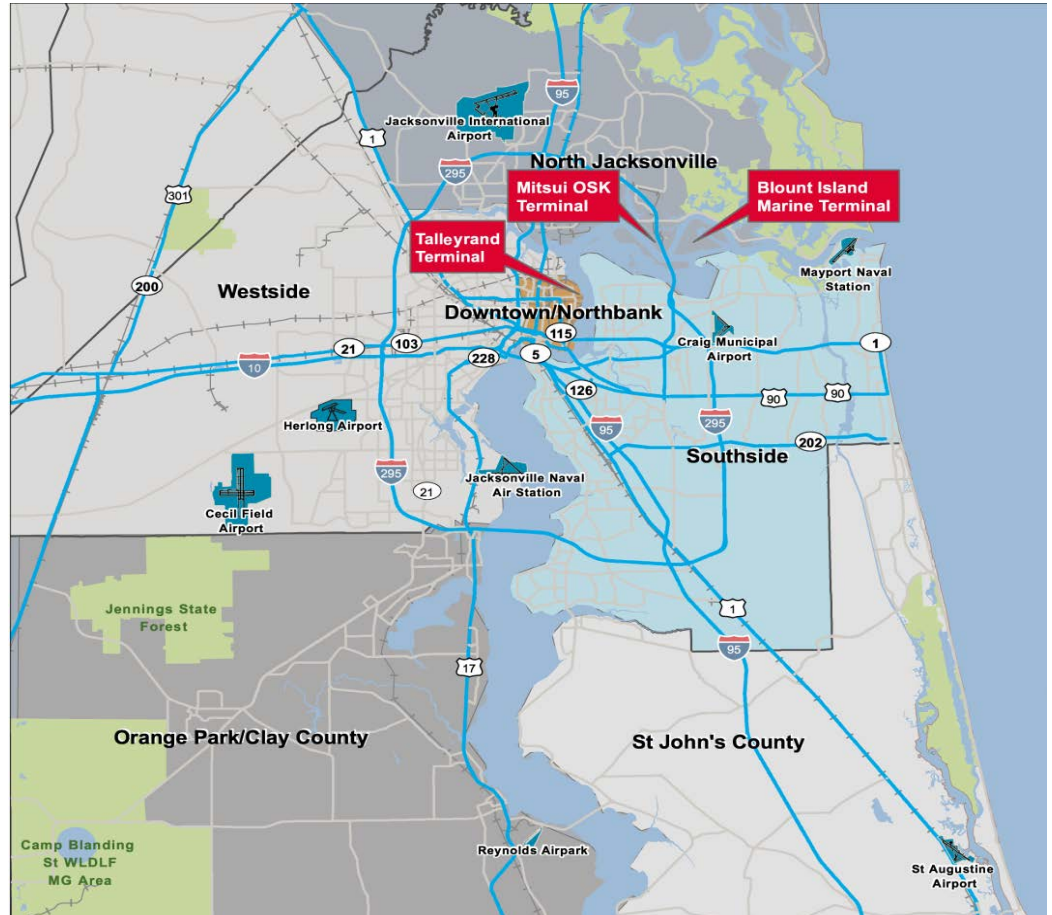 95
Jacksonville International
Airport
1
North Jacksonville
295
301
Mitsui OSK
Terminal
Blount Island
Marine Terminal
Talleyrand
Terminal
Mayport Naval
Station
200
Westside
Downtown/Northbank
115
103
21
5
228
10
Craig Municipal
Airport
1
126
90
90
Herlong Airport
95
295
202
Southside
295
21
Jacksonville Naval
Air Station
Cecil Field
Airport
Jennings State
Forest
1
95
17
Orange Park/Clay County
St John's County
Camp Blanding
St WLDLF
MG Area
Reynolds Airpark
St Augustine
Airport